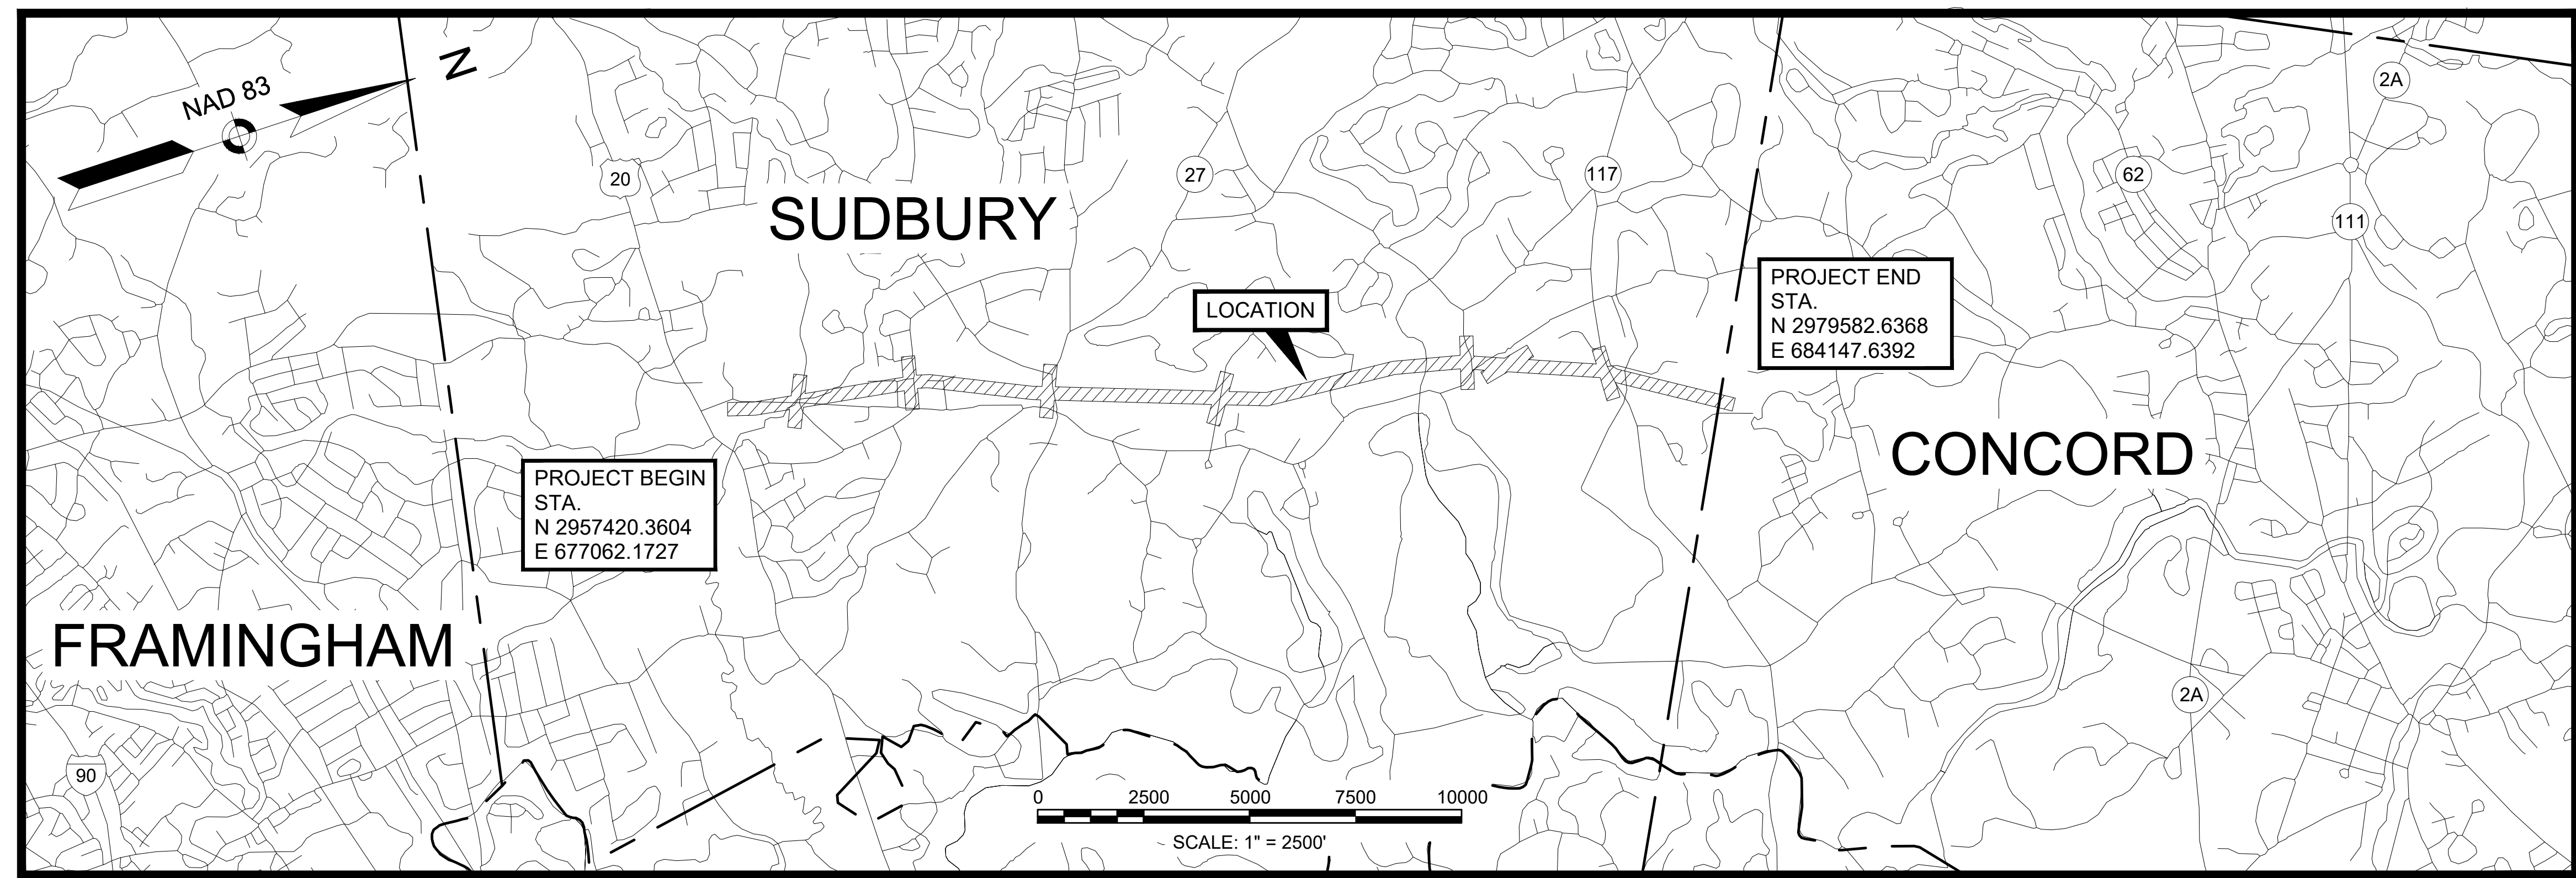 N
NAD 83
2A
20
27
117
62
SUDBURY
111
PROJECT END
STA.
N 2979582.6368
E 684147.6392
LOCATION
CONCORD
PROJECT BEGIN
STA.
N 2957420.3604
E 677062.1727
FRAMINGHAM
2A
90
0 2500 5000 7500 10000
SCALE: 1" = 2500'